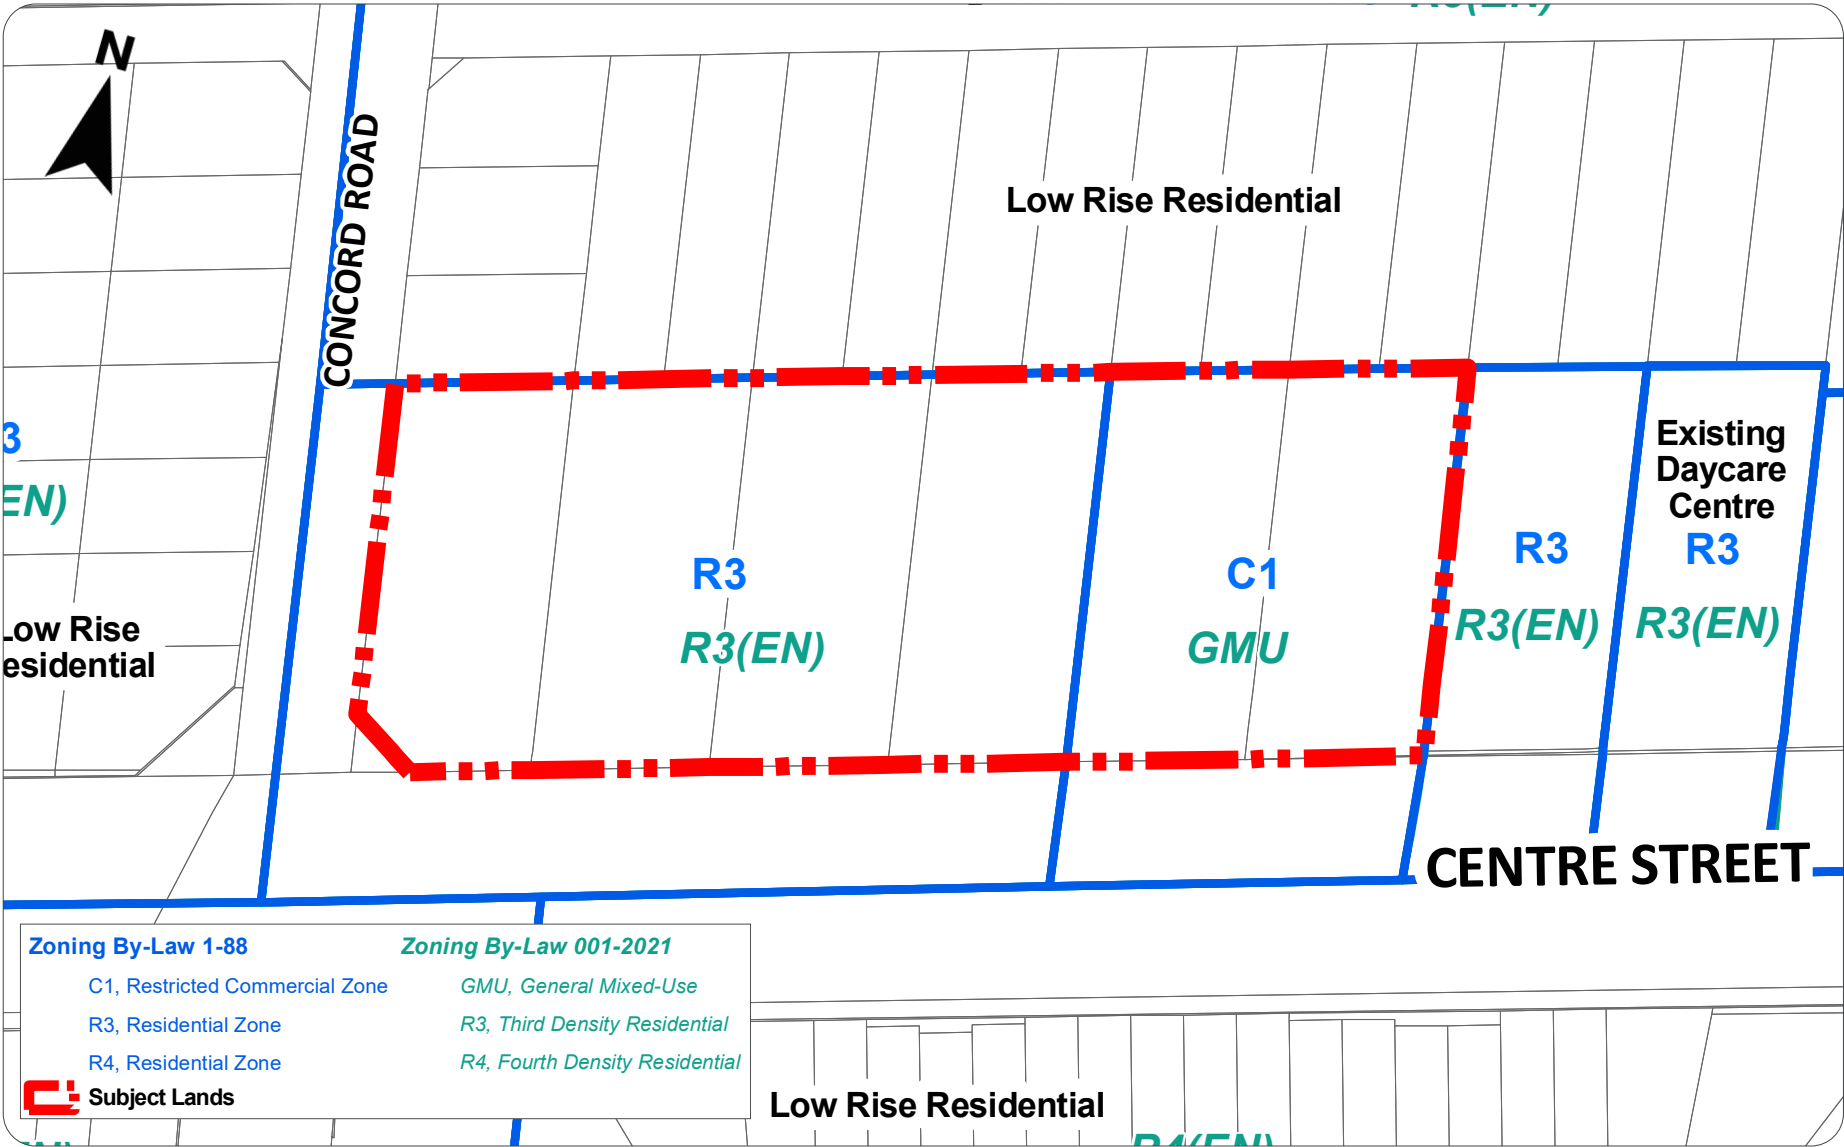 N
CONCORD ROAD
Low Rise Residential
3
EN)
Existing
Daycare
Centre
R3
R3(EN)
C1
GMU
R3
R3(EN)
R3
R3(EN)
Low Rise
esidential
CENTRE STREET
Zoning By-Law 1-88
C1, Restricted Commercial Zone
R3, Residential Zone
R4, Residential Zone
Subject Lands
Zoning By-Law 001-2021
GMU, General Mixed-Use
R3, Third Density Residential
R4, Fourth Density Residential
Low Rise Residential
R4(EN)